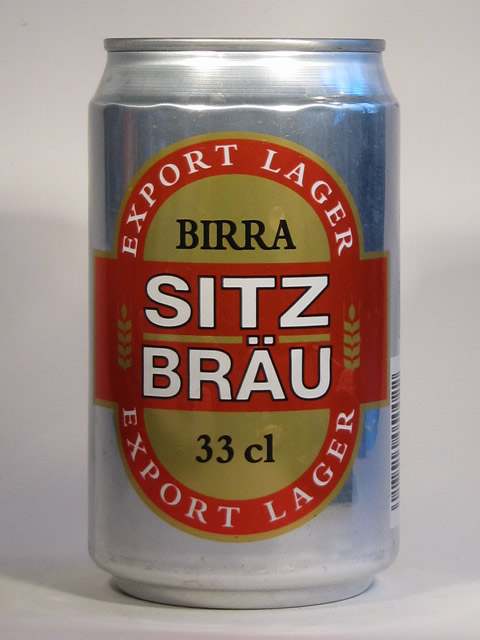 EXPORT LAGER
BIRRA
SITZ
BRÄU
33 cl
EXPORT LAGER